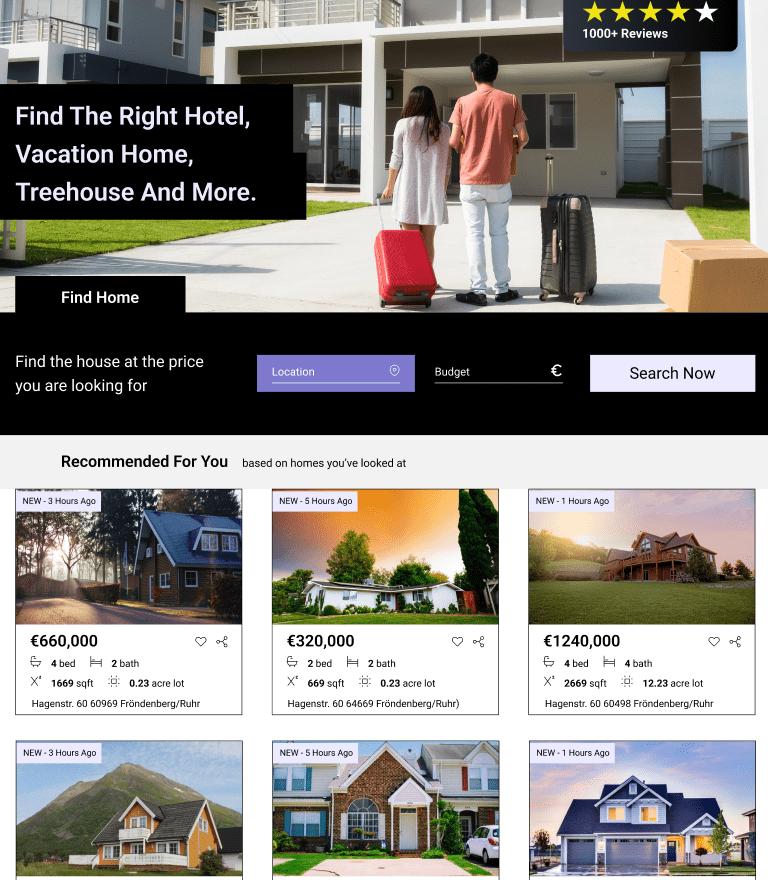 1000+ Reviews
Find The Right Hotel,
Vacation Home,
Treehouse And More.
Find Home
Find the house at the price
you are looking for
Location
Budget
€
Search Now
Recommended For You based on homes you've looked at
NEW - 3 Hours Ago
NEW - 5 Hours Ago
NEW - 1 Hours Ago
€660,000
4 bed 2 bath
1669 sqft 0.23 acre lot
Hagenstr. 60 60969 Fröndenberg/Ruhr
€320,000
2 bed 2 bath
669 sqft 0.23 acre lot
Hagenstr. 60 64669 Fröndenberg/Ruhr)
€1240,000
4 bed 4 bath
2669 sqft 12.23 acre lot
Hagenstr. 60 60498 Fröndenberg/Ruhr
NEW - 3 Hours Ago
NEW - 5 Hours Ago
NEW - 1 Hours Ago